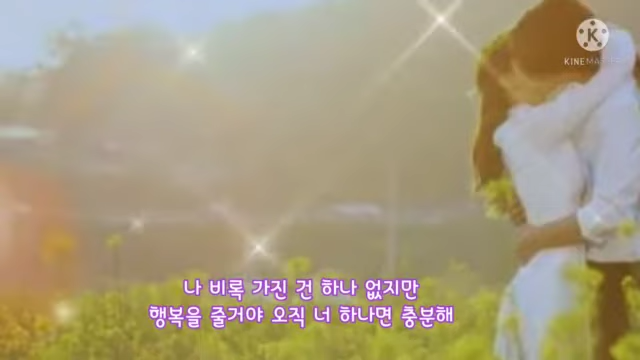 KINEMASTER
나 비록 가진 건 하나 없지만
행복을 줄거야 오직 너 하나면 충분해